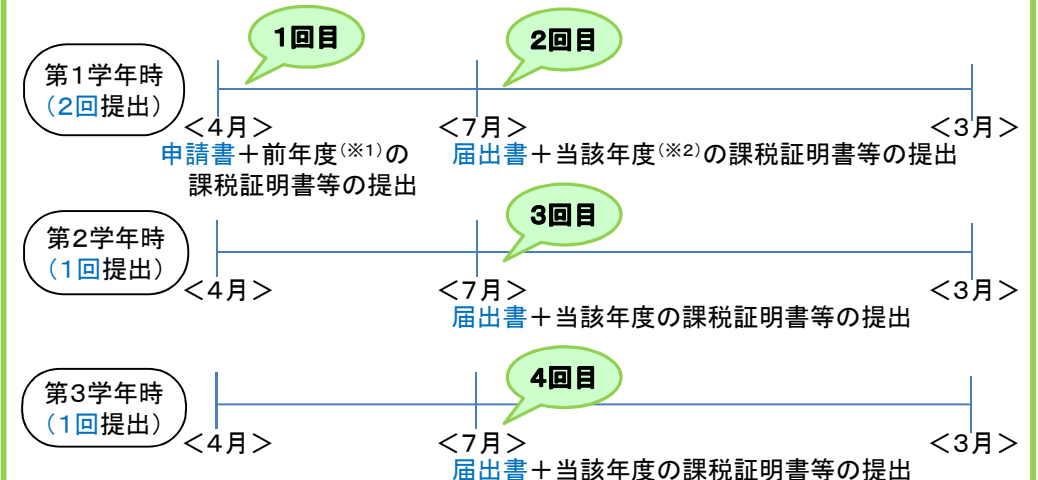 1回目
2回目
第1学年時
（2回提出）
＜4月＞
＜7月＞
＜3月＞
申請書＋前年度(※1)の
課税証明書等の提出
届出書＋当該年度(※2)の課税証明書等の提出
3回目
第2学年時
（1回提出）
＜4月＞
＜7月＞
＜3月＞
届出書＋当該年度の課税証明書等の提出
4回目
第3学年時
（1回提出）
＜4月＞
＜7月＞
＜3月＞
届出書＋当該年度の課税証明書等の提出